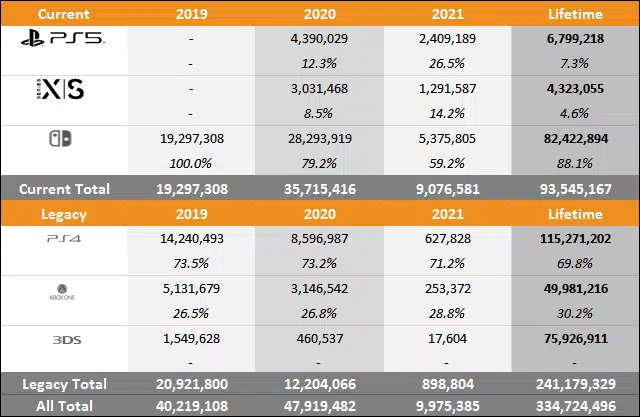 Current 2019 2020 2021 Lifetime
PS5 - 4,390,029 2,409,189 6,799,218
- 12.3% 26.5% 7.3%
SERIES X|S - 3,031,468 1,291,587 4,323,055
- 8.5% 14.2% 4.6%
19,297,308 28,293,919 5,375,805 82,422,894
100.0% 79.2% 59.2% 88.1%
Current Total 19,297,308 35,715,416 9,076,581 93,545,167
Legacy 2019 2020 2021 Lifetime
PS4 14,240,493 8,596,987 627,828 115,271,202
73.5% 73.2% 71.2% 69.8%
XBOX ONE 5,131,679 3,146,542 253,372 49,981,216
26.5% 26.8% 28.8% 30.2%
3DS 1,549,628 460,537 17,604 75,926,911
- - - -
Legacy Total 20,921,800 12,204,066 898,804 241,179,329
All Total 40,219,108 47,919,482 9,975,385 334,724,496